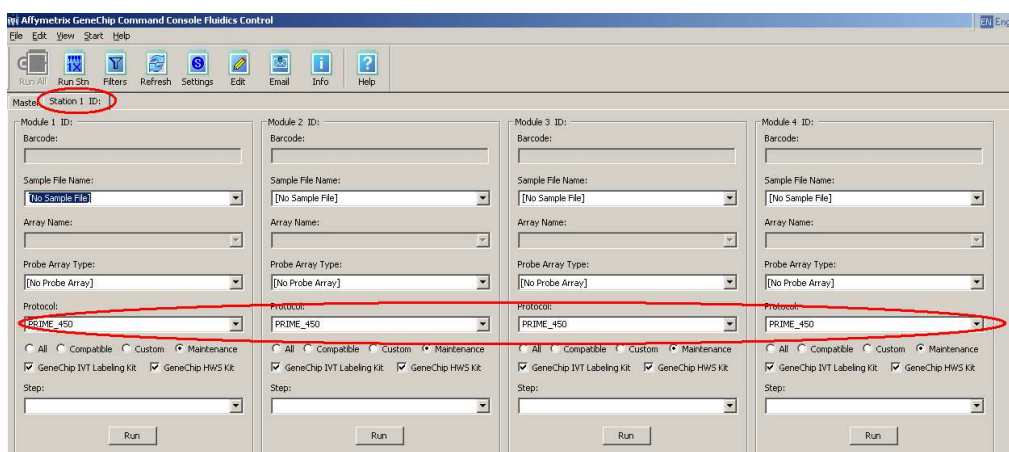 Affymetrix GeneChip Command Console Fluidics Control
EN Eng
File Edit View Start Help
Run All Run Stn Filters Refresh Settings Edit Email Info Help
Master Station 1 ID:
Module 1 ID: Module 2 ID: Module 3 ID: Module 4 ID:
Barcode: Barcode: Barcode: Barcode:
Sample File Name: Sample File Name: Sample File Name: Sample File Name:
[No Sample File] [No Sample File] [No Sample File] [No Sample File]
Array Name: Array Name: Array Name: Array Name:
Probe Array Type: Probe Array Type: Probe Array Type: Probe Array Type:
[No Probe Array] [No Probe Array] [No Probe Array] [No Probe Array]
Protocol: Protocol: Protocol: Protocol:
PRIME_450 PRIME_450 PRIME_450 PRIME_450
All Compatible Custom Maintenance All Compatible Custom Maintenance All Compatible Custom Maintenance All Compatible Custom Maintenance
GeneChip IVT Labeling Kit GeneChip HWS Kit GeneChip IVT Labeling Kit GeneChip HWS Kit GeneChip IVT Labeling Kit GeneChip HWS Kit GeneChip IVT Labeling Kit GeneChip HWS Kit
Step: Step: Step: Step:
Run Run Run Run